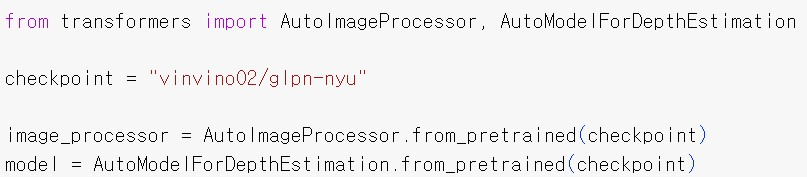 from transformers import AutoImageProcessor, AutoModelForDepthEstimation
checkpoint = "vinvino02/glpn-nyu"
image_processor = AutoImageProcessor.from_pretrained(checkpoint)
model = AutoModelForDepthEstimation.from_pretrained(checkpoint)